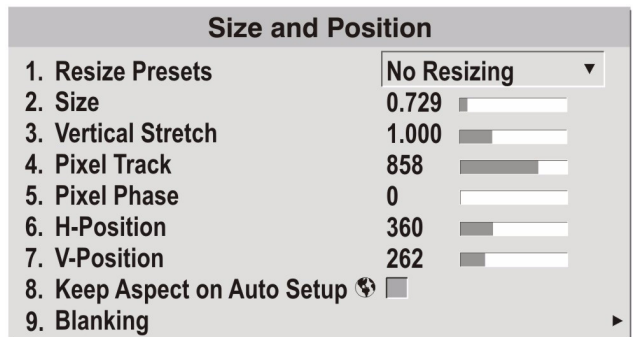 Size and Position
1. Resize Presets No Resizing
2. Size 0.729
3. Vertical Stretch 1.000
4. Pixel Track 858
5. Pixel Phase 0
6. H-Position 360
7. V-Position 262
8. Keep Aspect on Auto Setup
9. Blanking